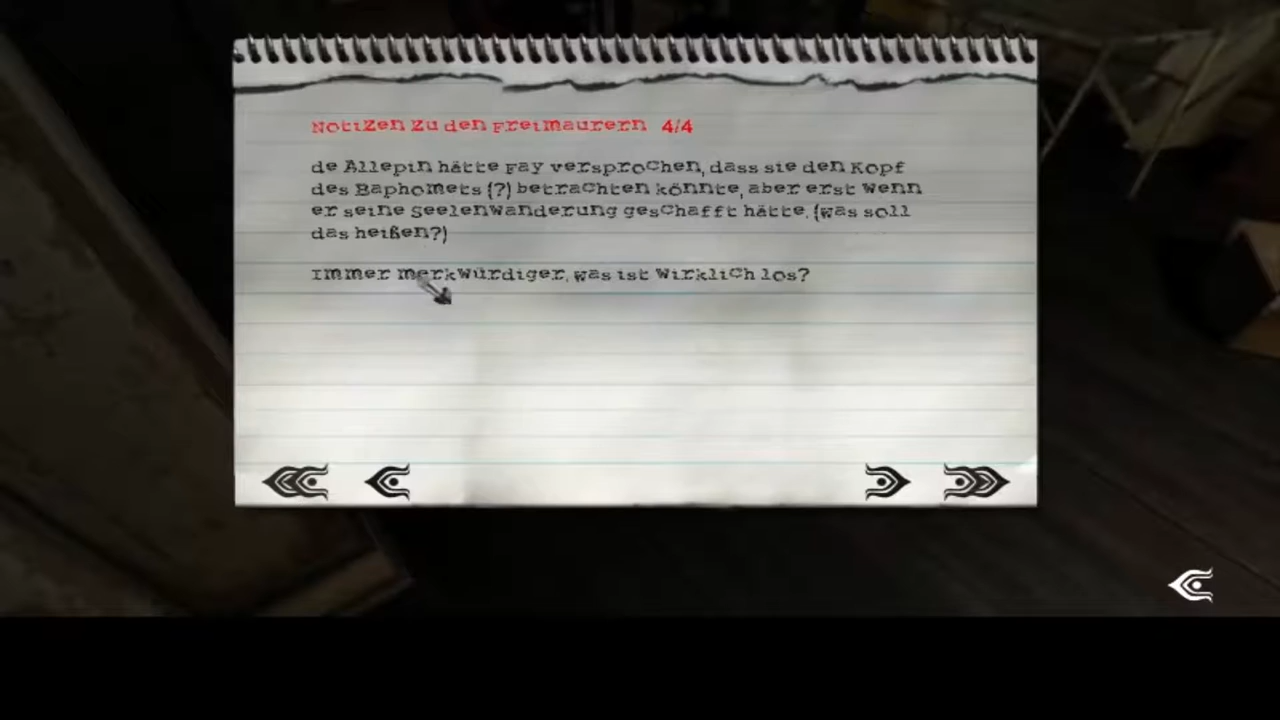 Notizen zu den Freimaurern 4/4
de Allepin hätte Fay versprochen, dass sie den Kopf
des Baphomets (?) betrachten könnte, aber erst wenn
er seine Seelenwanderung geschafft hätte. (was soll
das heißen?)
Immer merkwürdiger, was ist wirklich los?